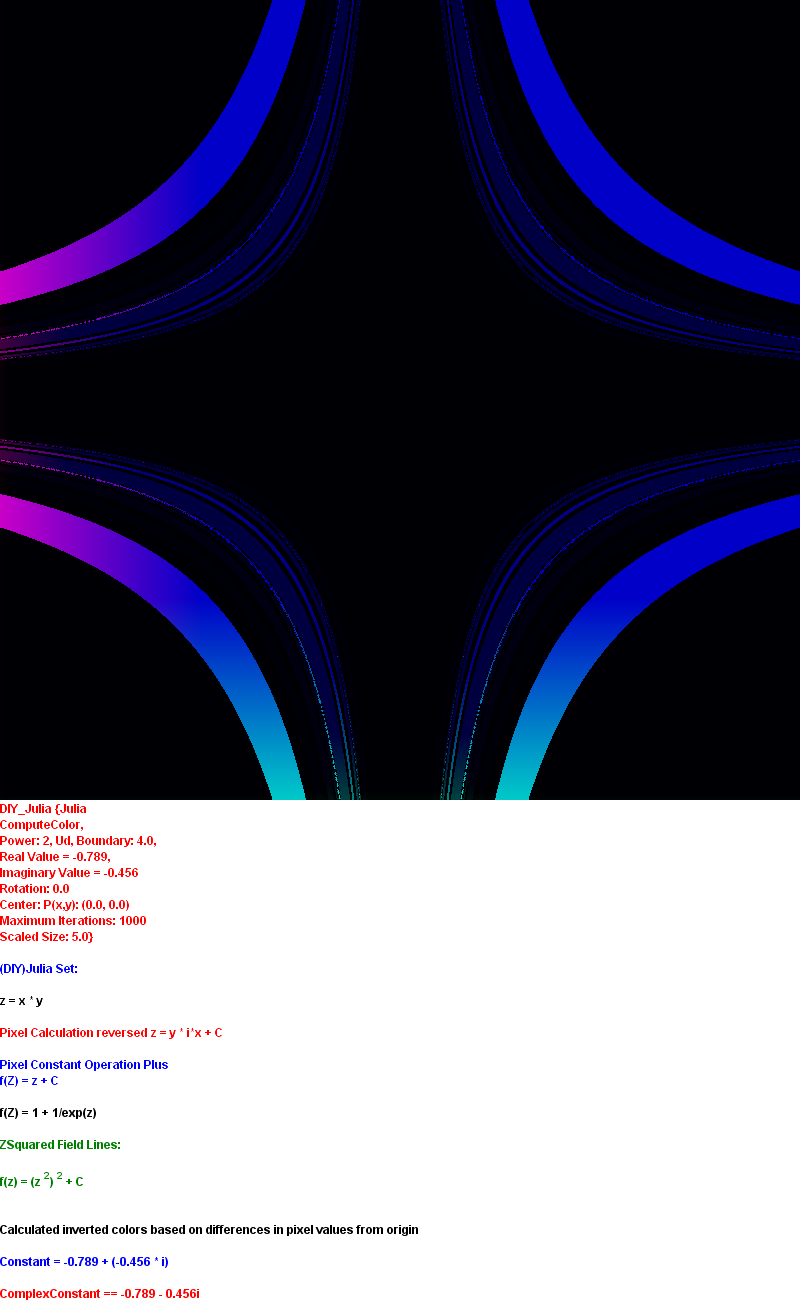 DIY_Julia {Julia
ComputeColor,
Power: 2, Ud, Boundary: 4.0,
Real Value = -0.789,
Imaginary Value = -0.456
Rotation: 0.0
Center: P(x,y): (0.0, 0.0)
Maximum Iterations: 1000
Scaled Size: 5.0}
(DIY)Julia Set:
z = x * y
Pixel Calculation reversed z = y * i*x + C
Pixel Constant Operation Plus
f(Z) = z + C
f(Z) = 1 + 1/exp(z)
ZSquared Field Lines:
f(z) = (z ²) ² + C
Calculated inverted colors based on differences in pixel values from origin
Constant = -0.789 + (-0.456 * i)
ComplexConstant == -0.789 - 0.456i